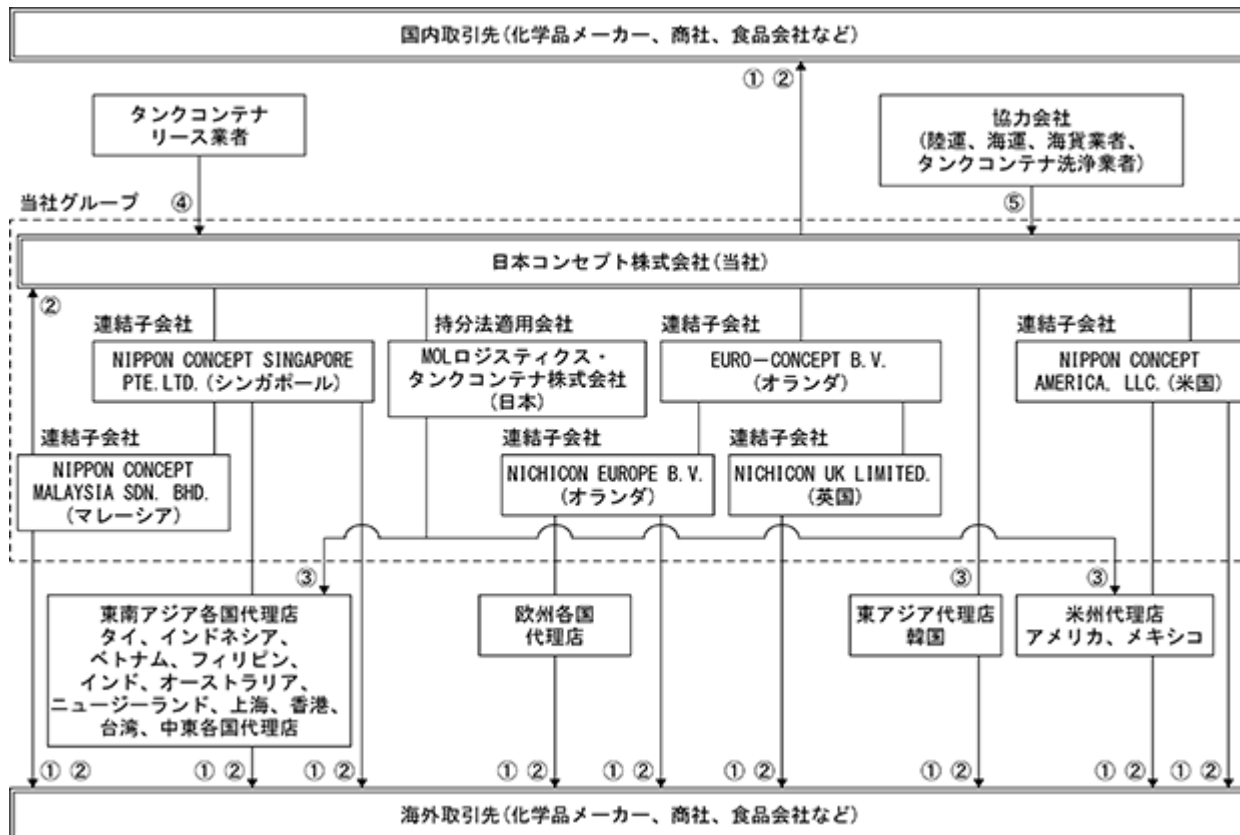 国内取引先(化学品メーカー、商社、食品会社など)
① ②
タンクコンテナ
リース業者
協力会社
(陸運、海運、海貨業者、
タンクコンテナ洗浄業者)
当社グループ
④
⑤
日本コンセプト株式会社(当社)
②
連結子会社
NIPPON CONCEPT SINGAPORE
PTE.LTD.(シンガポール)
持分法適用会社
MOLロジスティクス・
タンクコンテナ株式会社
(日本)
連結子会社
EURO－CONCEPT B.V.
(オランダ)
連結子会社
NIPPON CONCEPT
AMERICA, LLC.(米国)
連結子会社
NIPPON CONCEPT
MALAYSIA SDN. BHD.
(マレーシア)
連結子会社
NICHICON EUROPE B.V.
(オランダ)
連結子会社
NICHICON UK LIMITED.
(英国)
③
③
③
東南アジア各国代理店
タイ、インドネシア、
ベトナム、フィリピン、
インド、オーストラリア、
ニュージーランド、上海、香港、
台湾、中東各国代理店
欧州各国
代理店
東アジア代理店
韓国
米州代理店
アメリカ、メキシコ
① ②
① ②
① ②
① ②
① ②
① ②
① ②
① ②
① ②
海外取引先(化学品メーカー、商社、食品会社など)